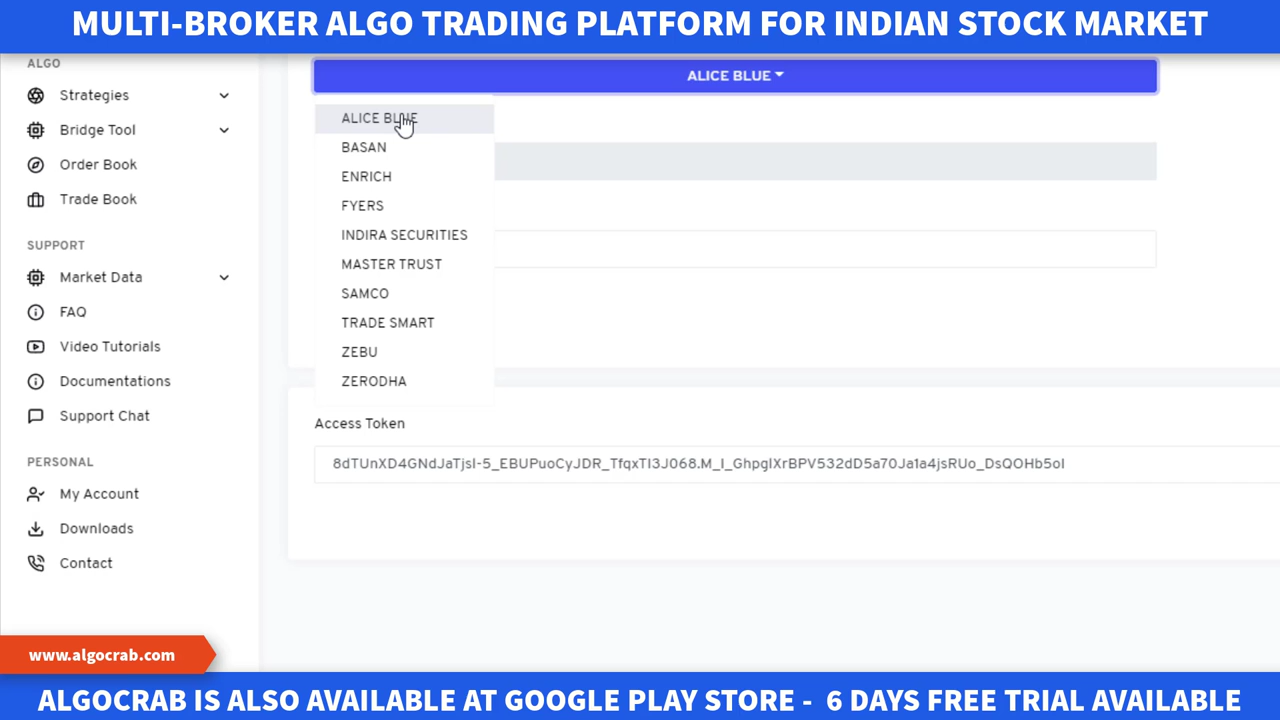 MULTI-BROKER ALGO TRADING PLATFORM FOR INDIAN STOCK MARKET
ALGO
Strategies
Bridge Tool
Order Book
Trade Book
SUPPORT
Market Data
FAQ
Video Tutorials
Documentations
Support Chat
PERSONAL
My Account
Downloads
Contact
ALICE BLUE
ALICE BLUE
BASAN
ENRICH
FYERS
INDIRA SECURITIES
MASTER TRUST
SAMCO
TRADE SMART
ZEBU
ZERODHA
Access Token
8dTUnXD4GNdJaTjsI-5_EBUPuoCyJDR_TfqxTI3J068.M_I_GhpgIXrBPV532dD5a70Ja1a4jsRUo_DsQOHb5oI
www.algocrab.com
ALGOCRAB IS ALSO AVAILABLE AT GOOGLE PLAY STORE - 6 DAYS FREE TRIAL AVAILABLE